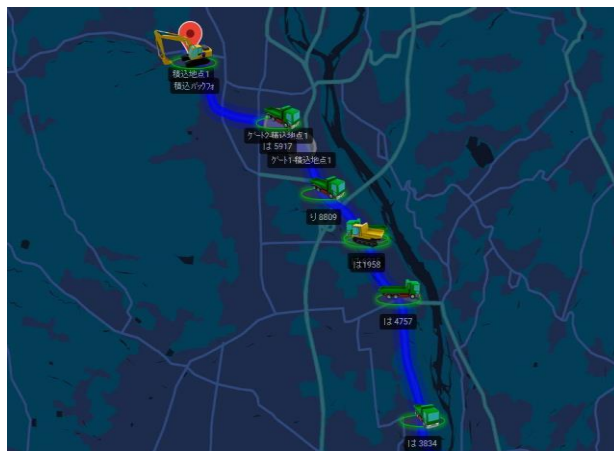 積込地点1
積込バックフォ
ゲート2-積込地点1
は 5917
ゲート1-積込地点1
り 8809
は 1958
は 4757
は 3834